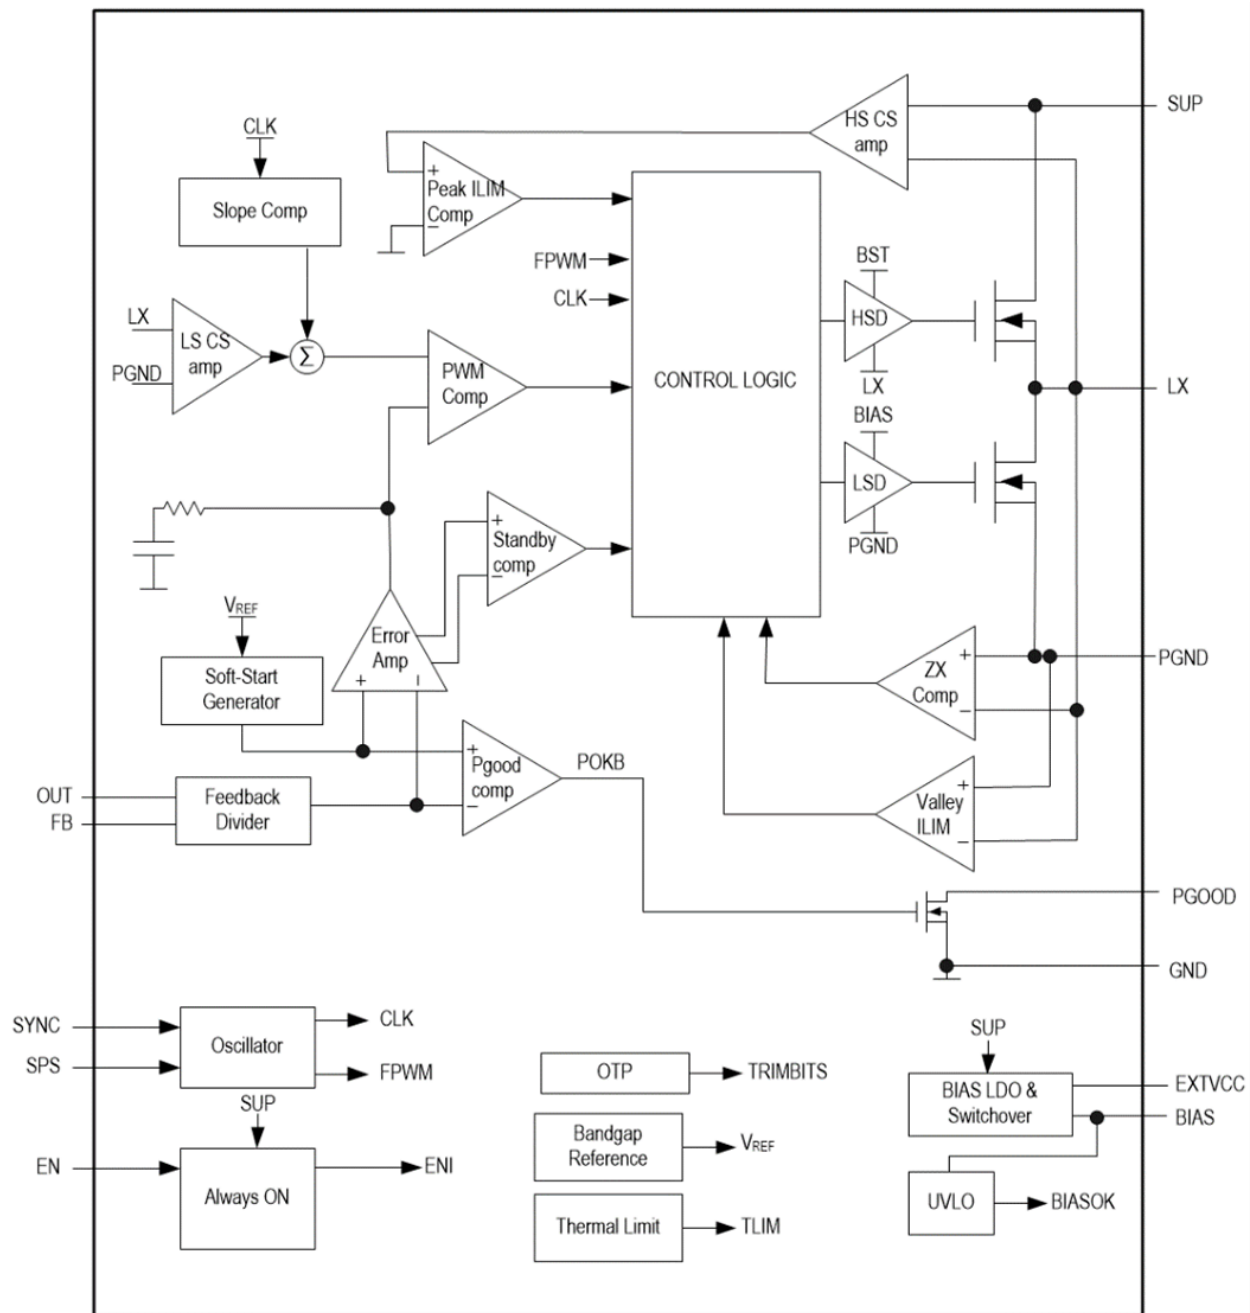 SUP
HS CS
amp
CLK
+
Peak ILIM
Comp
−
Slope Comp
FPWM
CLK
BST
HSD
LX
LX
LS CS
amp
PGND
Σ
PWM
Comp
CONTROL LOGIC
LX
BIAS
LSD
PGND
+
Standby
comp
−
VREF
Error
Amp
+ −
Soft-Start
Generator
+
ZX
Comp
−
PGND
+
Pgood
comp
−
POKB
OUT
FB
Feedback
Divider
+
Valley
ILIM
−
PGOOD
GND
SYNC
SPS
Oscillator
CLK
FPWM
SUP
EN
Always ON
ENI
OTP
TRIMBITS
Bandgap
Reference
VREF
Thermal Limit
TLIM
SUP
BIAS LDO &
Switchover
EXTVCC
BIAS
UVLO
BIASOK